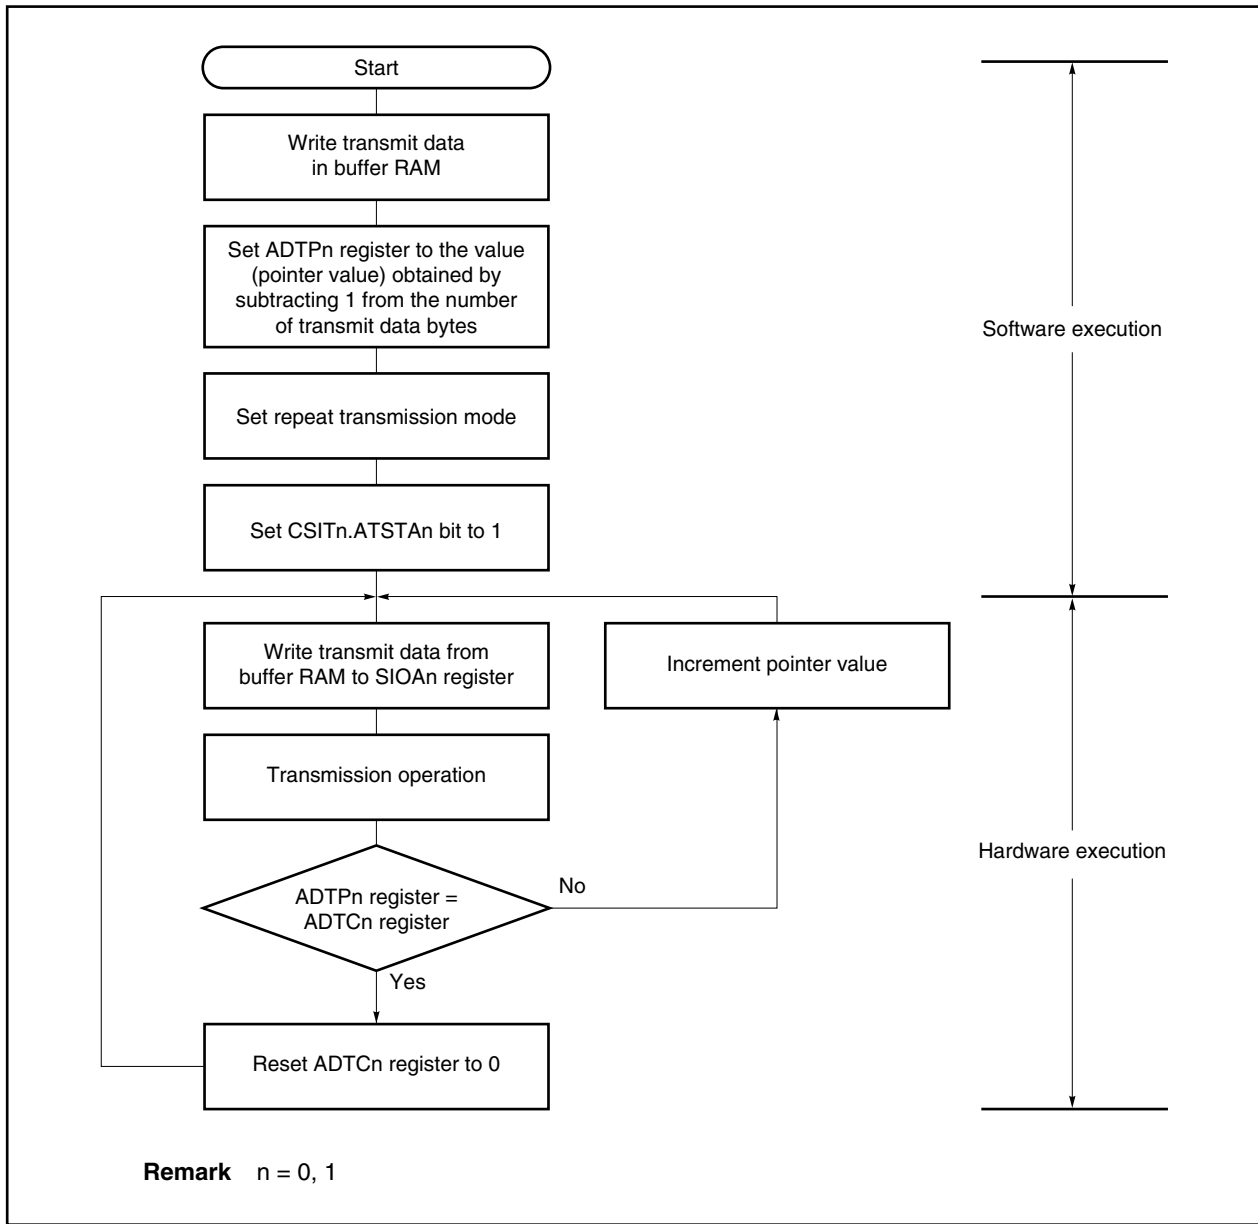 Start
Write transmit data
in buffer RAM
Set ADTPn register to the value
(pointer value) obtained by
subtracting 1 from the number
of transmit data bytes
Software execution
Set repeat transmission mode
Set CSITn.ATSTAn bit to 1
Write transmit data from
buffer RAM to SIOAn register
Increment pointer value
Transmission operation
Hardware execution
ADTPn register =
ADTCn register
No
Yes
Reset ADTCn register to 0
Remark n = 0, 1